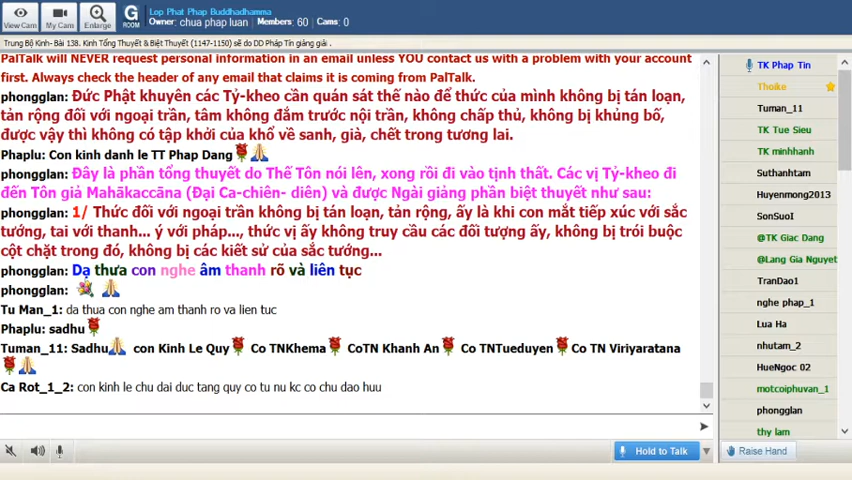 View Cam
My Cam
Enlarge
G
ROOM
Lop Phat Phap Buddhadhamma
Owner: chua phap luan Members: 60 Cams: 0
Trung Bộ Kinh- Bài 138. Kinh Tổng Thuyết & Biệt Thuyết (1147-1150) sẽ do DD Pháp Tín giảng giải .
PalTalk will NEVER request personal information in an email unless YOU contact us with a problem with your account
first. Always check the header of any email that claims it is coming from PalTalk.
phongglan: Đức Phật khuyên các Tỷ-kheo cần quán sát thế nào để thức của mình không bị tán loạn,
tản rộng đối với ngoại trần, tâm không đắm trước nội trần, không chấp thủ, không bị khủng bố,
được vậy thì không có tập khởi của khổ về sanh, già, chết trong tương lai.
Phaplu: Con kinh danh le TT Phap Dang
phongglan: Đây là phần tổng thuyết do Thế Tôn nói lên, xong rồi đi vào tịnh thất. Các vị Tỷ-kheo đi
đến Tôn giả Mahākaccāna (Đại Ca-chiên- diên) và được Ngài giảng phần biệt thuyết như sau:
phongglan: 1/ Thức đối với ngoại trần không bị tán loạn, tản rộng, ấy là khi con mắt tiếp xúc với sắc
tướng, tai với thanh... ý với pháp..., thức vị ấy không truy cầu các đối tượng ấy, không bị trói buộc
cột chặt trong đó, không bị các kiết sử của sắc tướng...
phongglan: Dạ thưa con nghe âm thanh rõ và liên tục
phongglan:
Tu Man_1: da thua con nghe am thanh ro va lien tuc
Phaplu: sadhu
Tuman_11: Sadhu con Kinh Le Quy Co TNKhema CoTN Khanh An Co TNTueduyen Co TN Viriyaratana
Ca Rot_1_2: con kinh le chu dai duc tang quy co tu nu kc co chu dao huu
Hold to Talk
TK Phap Tin
Thoike
Tuman_11
TK Tue Sieu
TK minhhanh
Suthanhtam
Huyenmong2013
SonSuoI
@TK Giac Dang
@Lang Gia Nguyet
TranDao1
nghe phap_1
Lua Ha
nhutam_2
HueNgoc 02
motcoiphuvan_1
phongglan
thy lam
Raise Hand